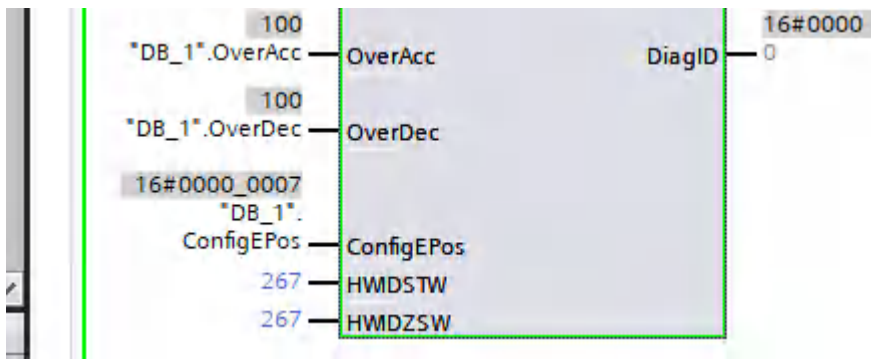 100
16#0000
"DB_1".OverAcc OverAcc DiagID 0
100
"DB_1".OverDec OverDec
16#0000_0007
"DB_1".
ConfigEPos ConfigEPos
267 HWIDSTW
267 HWIDZSW